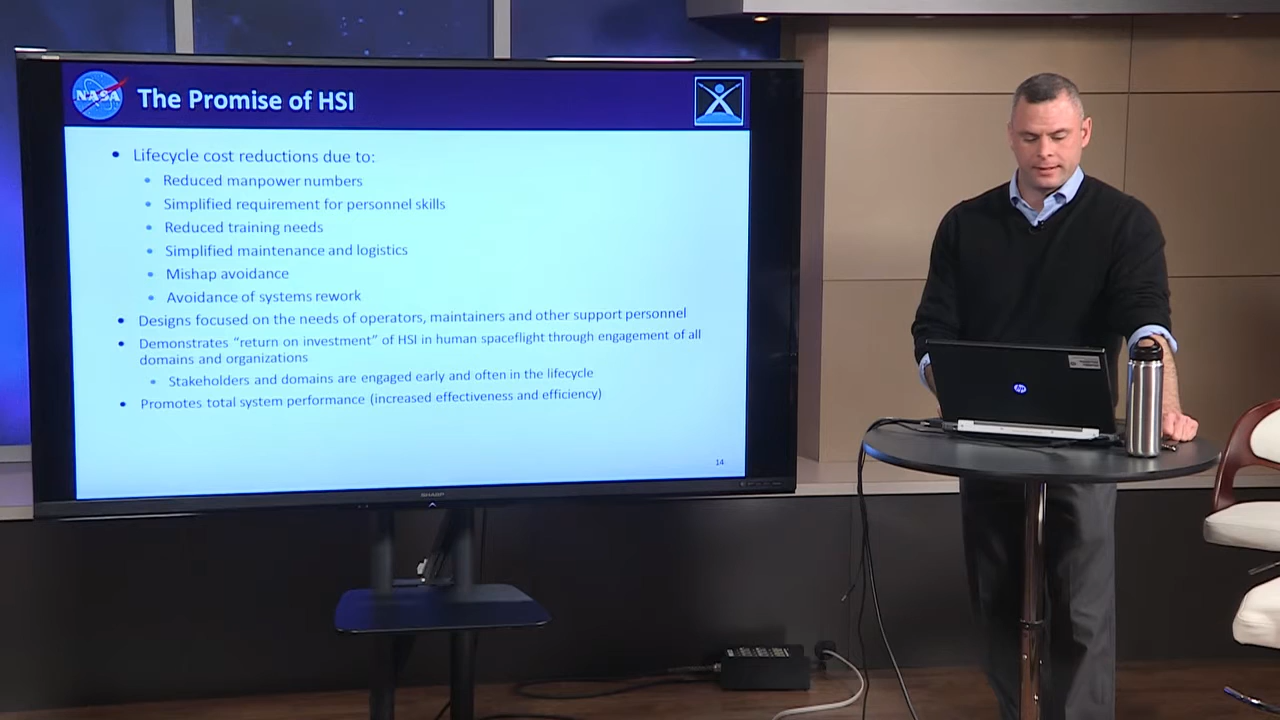 NASA
The Promise of HSI
• Lifecycle cost reductions due to:
• Reduced manpower numbers
• Simplified requirement for personnel skills
• Reduced training needs
• Simplified maintenance and logistics
• Mishap avoidance
• Avoidance of systems rework
• Designs focused on the needs of operators, maintainers and other support personnel
• Demonstrates “return on investment” of HSI in human spaceflight through engagement of all
domains and organizations
• Stakeholders and domains are engaged early and often in the lifecycle
• Promotes total system performance (increased effectiveness and efficiency)
14
SHARP
hp